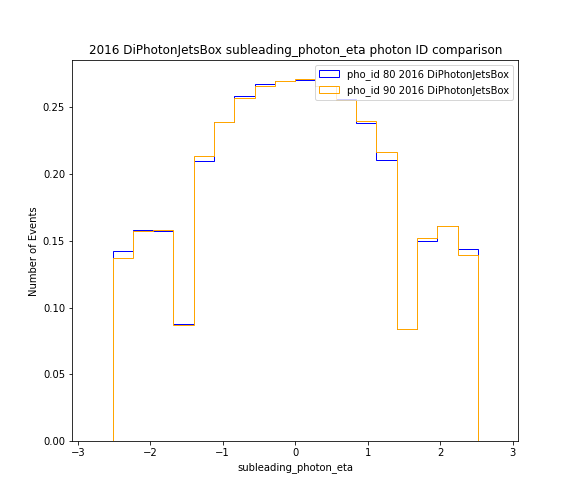 2016 DiPhotonJetsBox subleading_photon_eta photon ID comparison
pho_id 80 2016 DiPhotonJetsBox
pho_id 90 2016 DiPhotonJetsBox
Number of Events
0.25
0.20
0.15
0.10
0.05
0.00
−3 −2 −1 0 1 2 3
subleading_photon_eta